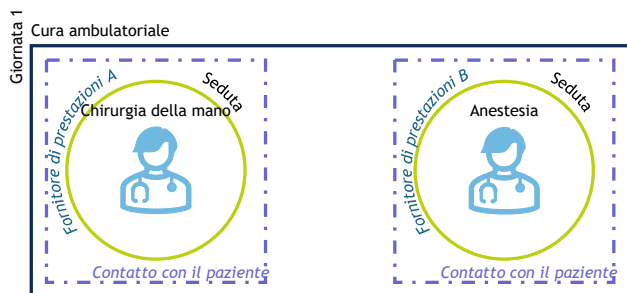 Giornata 1
Cura ambulatoriale
Fornitore di prestazioni A
Seduta
Chirurgia della mano
Contatto con il paziente
Fornitore di prestazioni B
Seduta
Anestesia
Contatto con il paziente